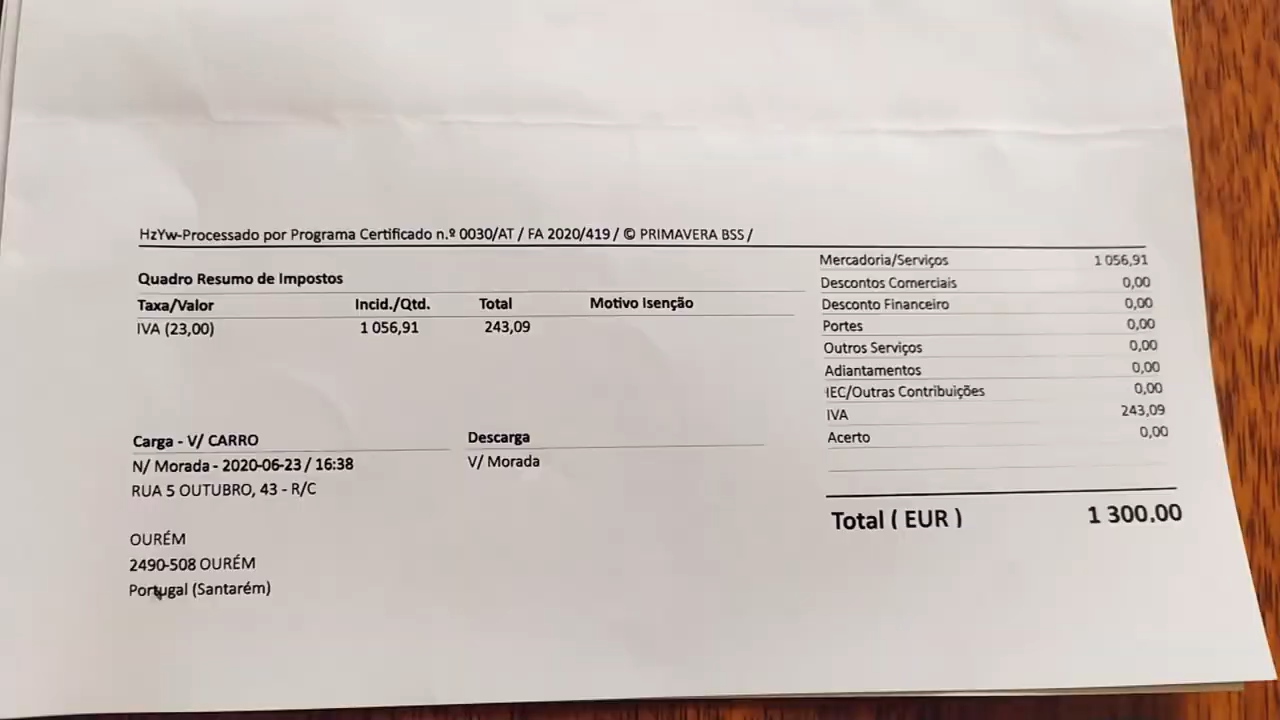 HzYw-Processado por Programa Certificado n.º 0030/AT / FA 2020/419 / © PRIMAVERA BSS /
Quadro Resumo de Impostos
Taxa/Valor Incid./Qtd. Total Motivo Isenção
IVA (23,00) 1 056,91 243,09
Mercadoria/Serviços 1 056,91
Descontos Comerciais 0,00
Desconto Financeiro 0,00
Portes 0,00
Outros Serviços 0,00
Adiantamentos 0,00
IEC/Outras Contribuições 0,00
IVA 243,09
Acerto 0,00
Total ( EUR ) 1 300,00
Carga - V/ CARRO
N/ Morada - 2020-06-23 / 16:38
RUA 5 OUTUBRO, 43 - R/C
OURÉM
2490-508 OURÉM
Portugal (Santarém)
Descarga
V/ Morada